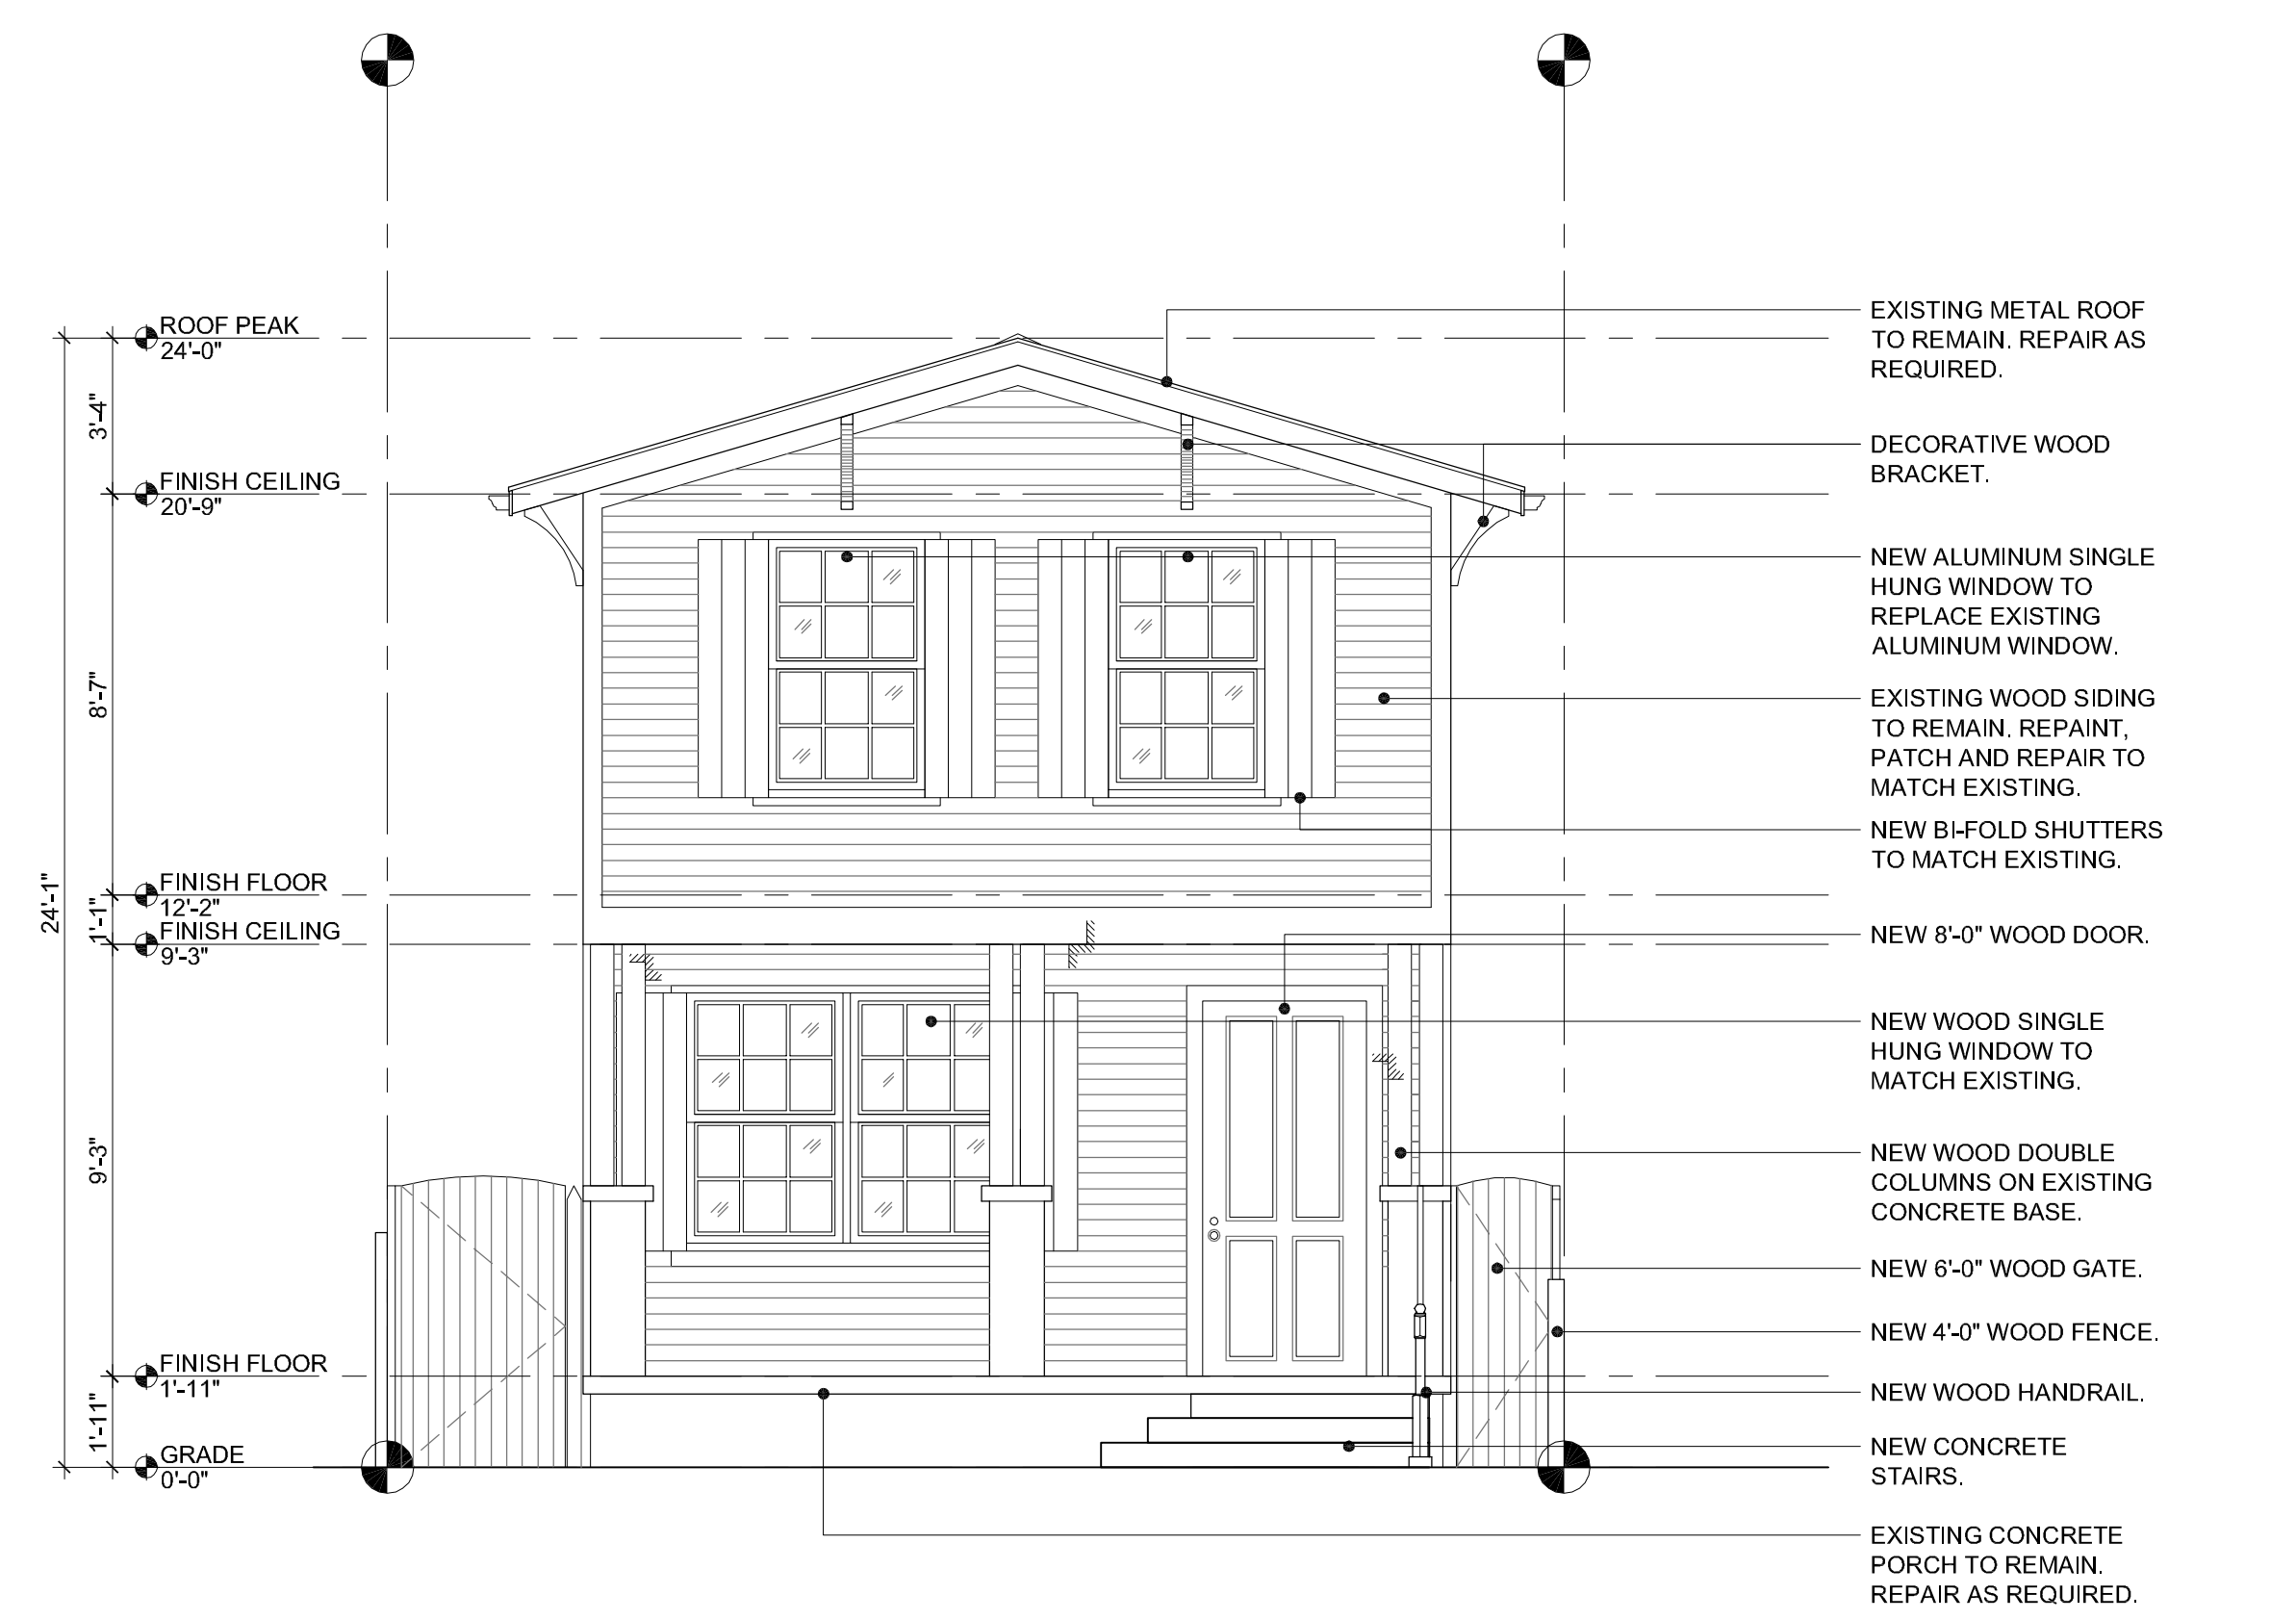 ROOF PEAK
24'-0"
3'-4"
FINISH CEILING
20'-9"
8'-7"
24'-1"
FINISH FLOOR
12'-2"
1'-1"
FINISH CEILING
9'-3"
9'-3"
FINISH FLOOR
1'-11"
1'-11"
GRADE
0'-0"
EXISTING METAL ROOF
TO REMAIN. REPAIR AS
REQUIRED.
DECORATIVE WOOD
BRACKET.
NEW ALUMINUM SINGLE
HUNG WINDOW TO
REPLACE EXISTING
ALUMINUM WINDOW.
EXISTING WOOD SIDING
TO REMAIN. REPAINT,
PATCH AND REPAIR TO
MATCH EXISTING.
NEW BI-FOLD SHUTTERS
TO MATCH EXISTING.
NEW 8'-0" WOOD DOOR.
NEW WOOD SINGLE
HUNG WINDOW TO
MATCH EXISTING.
NEW WOOD DOUBLE
COLUMNS ON EXISTING
CONCRETE BASE.
NEW 6'-0" WOOD GATE.
NEW 4'-0" WOOD FENCE.
NEW WOOD HANDRAIL.
NEW CONCRETE
STAIRS.
EXISTING CONCRETE
PORCH TO REMAIN.
REPAIR AS REQUIRED.